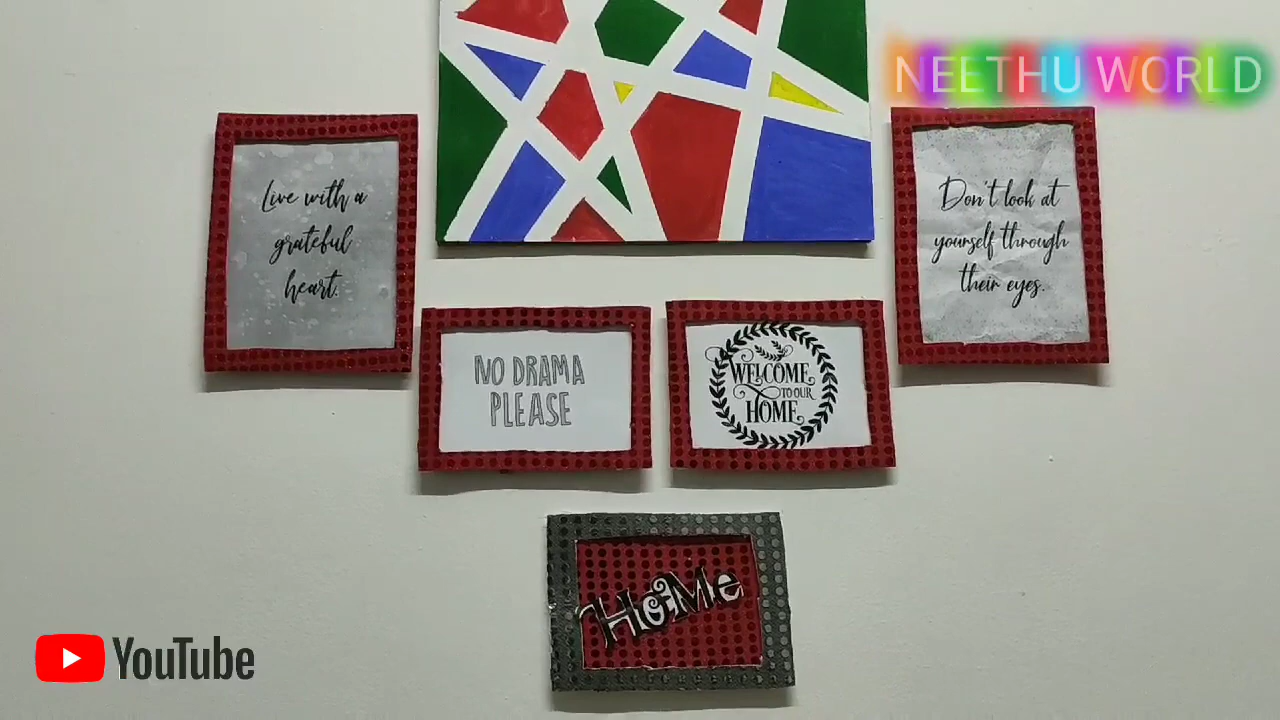 NEETHU WORLD
Live with a
grateful
heart.
Don't look at
yourself through
their eyes.
NO DRAMA
PLEASE
WELCOME
TO OUR
HOME
HoMe
YouTube